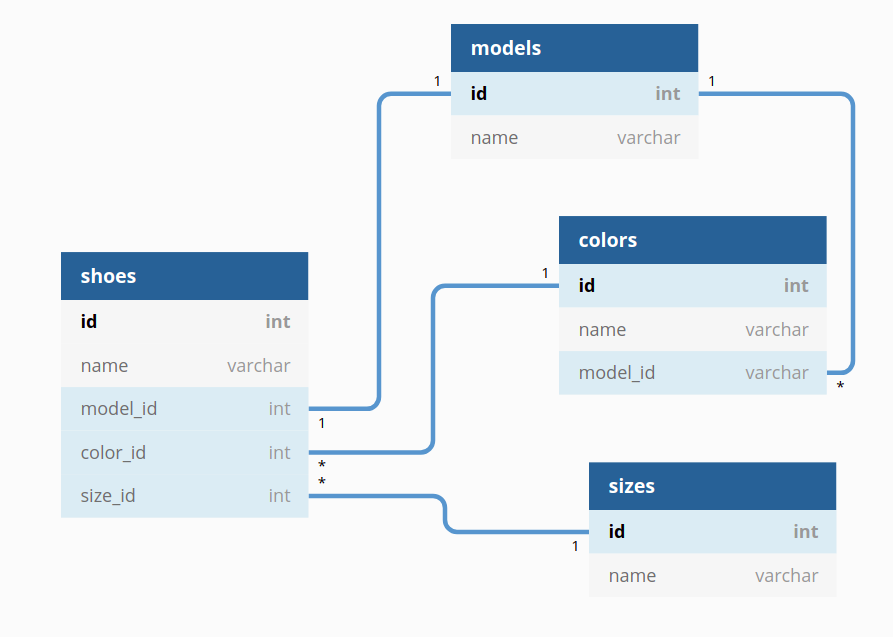 models
1
id int
1
name varchar
colors
1
id int
name varchar
model_id varchar
*
shoes
id int
name varchar
model_id int
1
color_id int
*
*
size_id int
sizes
id int
1
name varchar